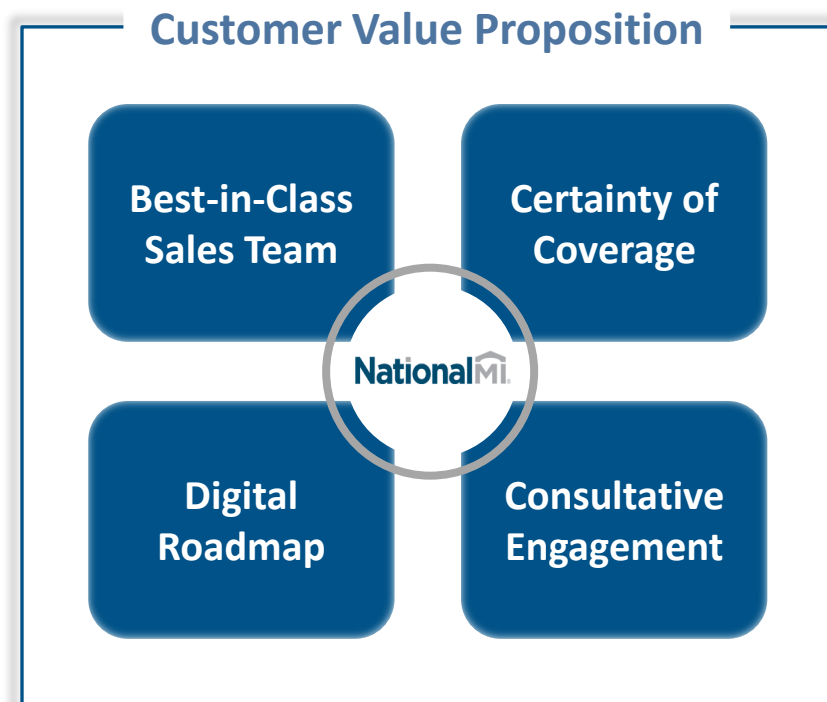 Customer Value Proposition
Best-in-Class
Sales Team
Certainty of
Coverage
NationalMI
Digital
Roadmap
Consultative
Engagement